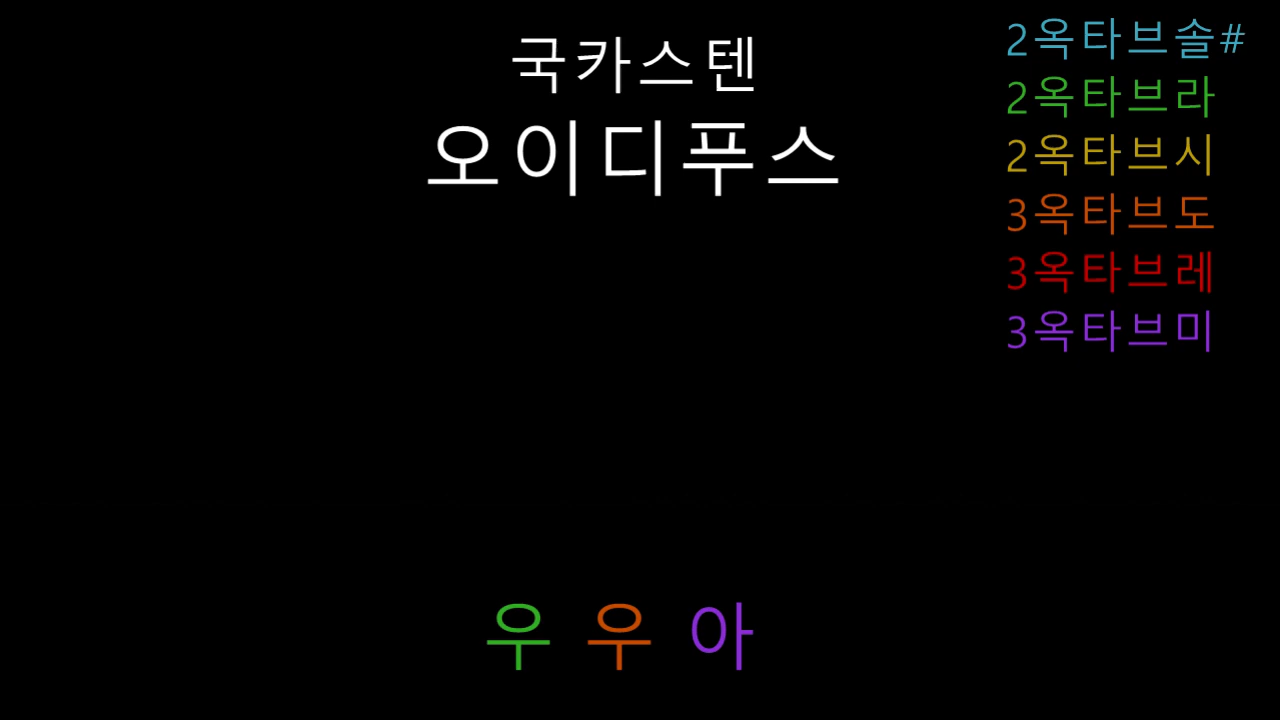 국카스텐
오이디푸스
2옥타브솔#
2옥타브라
2옥타브시
3옥타브도
3옥타브레
3옥타브미
우 우 아